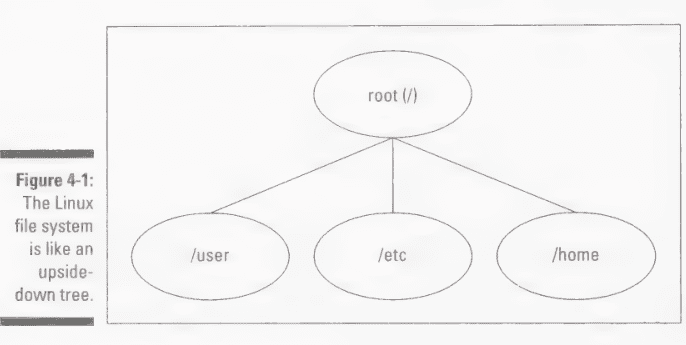 root (/)
Figure 4-1:
The Linux
file system
is like an
upside-
down tree.
/user
/etc
/home